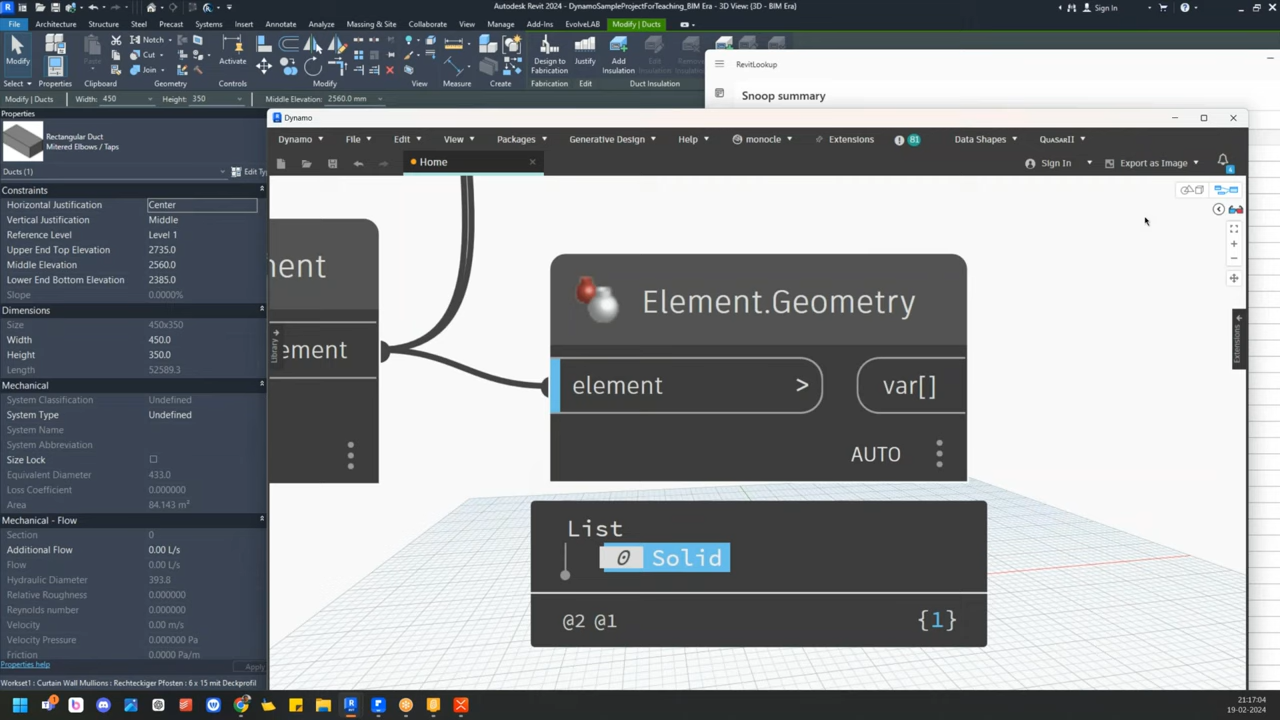 Autodesk Revit 2024 - DynamoSampleProjectForTeaching_BIM Era - 3D View: {3D - BIM Era}
Sign In
File Architecture Structure Steel Precast Systems Insert Annotate Analyze Massing & Site Collaborate View Manage Add-Ins EvolveLAB Modify | Ducts
Modify
Properties
Paste
Notch
Cut
Join
Activate
Design to Fabrication
Justify
Add Insulation
Edit Insulation
Select Properties Clipboard Geometry Controls Modify View Measure Create Fabrication Edit Duct Insulation
Modify | Ducts Width: 450 Height: 350 Middle Elevation: 2560.0 mm
RevitLookup
Snoop summary
Properties
Rectangular Duct
Mitered Elbows / Taps
Ducts (1) Edit Ty
Constraints
Horizontal Justification Center
Vertical Justification Middle
Reference Level Level 1
Upper End Top Elevation 2735.0
Middle Elevation 2560.0
Lower End Bottom Elevation 2385.0
Slope 0.0000%
Dimensions
Size 450x350
Width 450.0
Height 350.0
Length 52589.3
Mechanical
System Classification Undefined
System Type Undefined
System Name
System Abbreviation
Size Lock
Equivalent Diameter 433.0
Loss Coefficient 0.000000
Area 84.143 m²
Mechanical - Flow
Section 0
Additional Flow 0.00 L/s
Flow 0.00 L/s
Hydraulic Diameter 393.8
Relative Roughness 0.000000
Reynolds number 0.000000
Velocity 0.00 m/s
Velocity Pressure 0.0000 Pa
Friction 0.0000 Pa/m
Properties help Apply
Workset1 : Curtain Wall Mullions : Rechteckiger Pfosten : 6 x 15 mit Deckprofil
Dynamo
Dynamo File Edit View Packages Generative Design Help monocle Extensions 81 Data Shapes QUASARII
Home
Sign In Export as Image
Library
Extensions
ment
ement
Element.Geometry
element > var[]
AUTO
List
0 Solid
@2 @1 {1}
21:17:04
19-02-2024